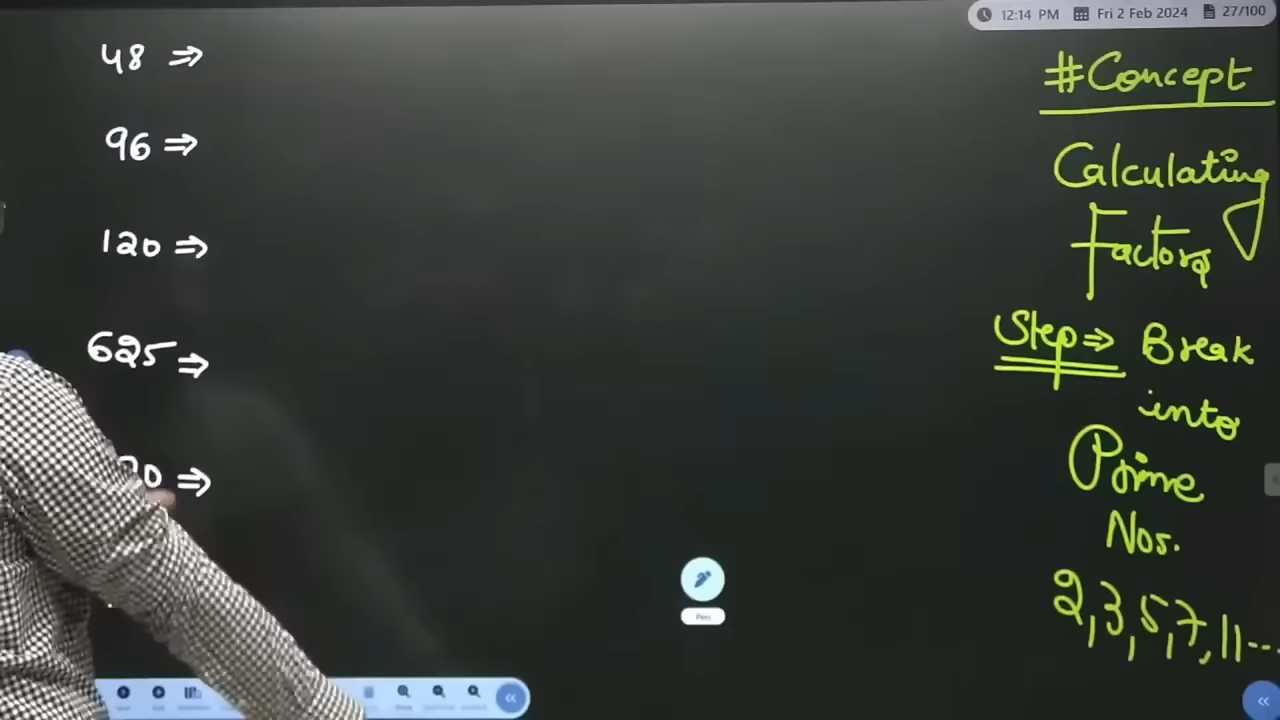 12:14 PM Fri 2 Feb 2024 27/100
48 ⇒
96 ⇒
120 ⇒
625 ⇒
20 ⇒
#Concept
Calculating
Factors
Step ⇒ Break
into
Prime
Nos.
2, 3, 5, 7, 11 ...